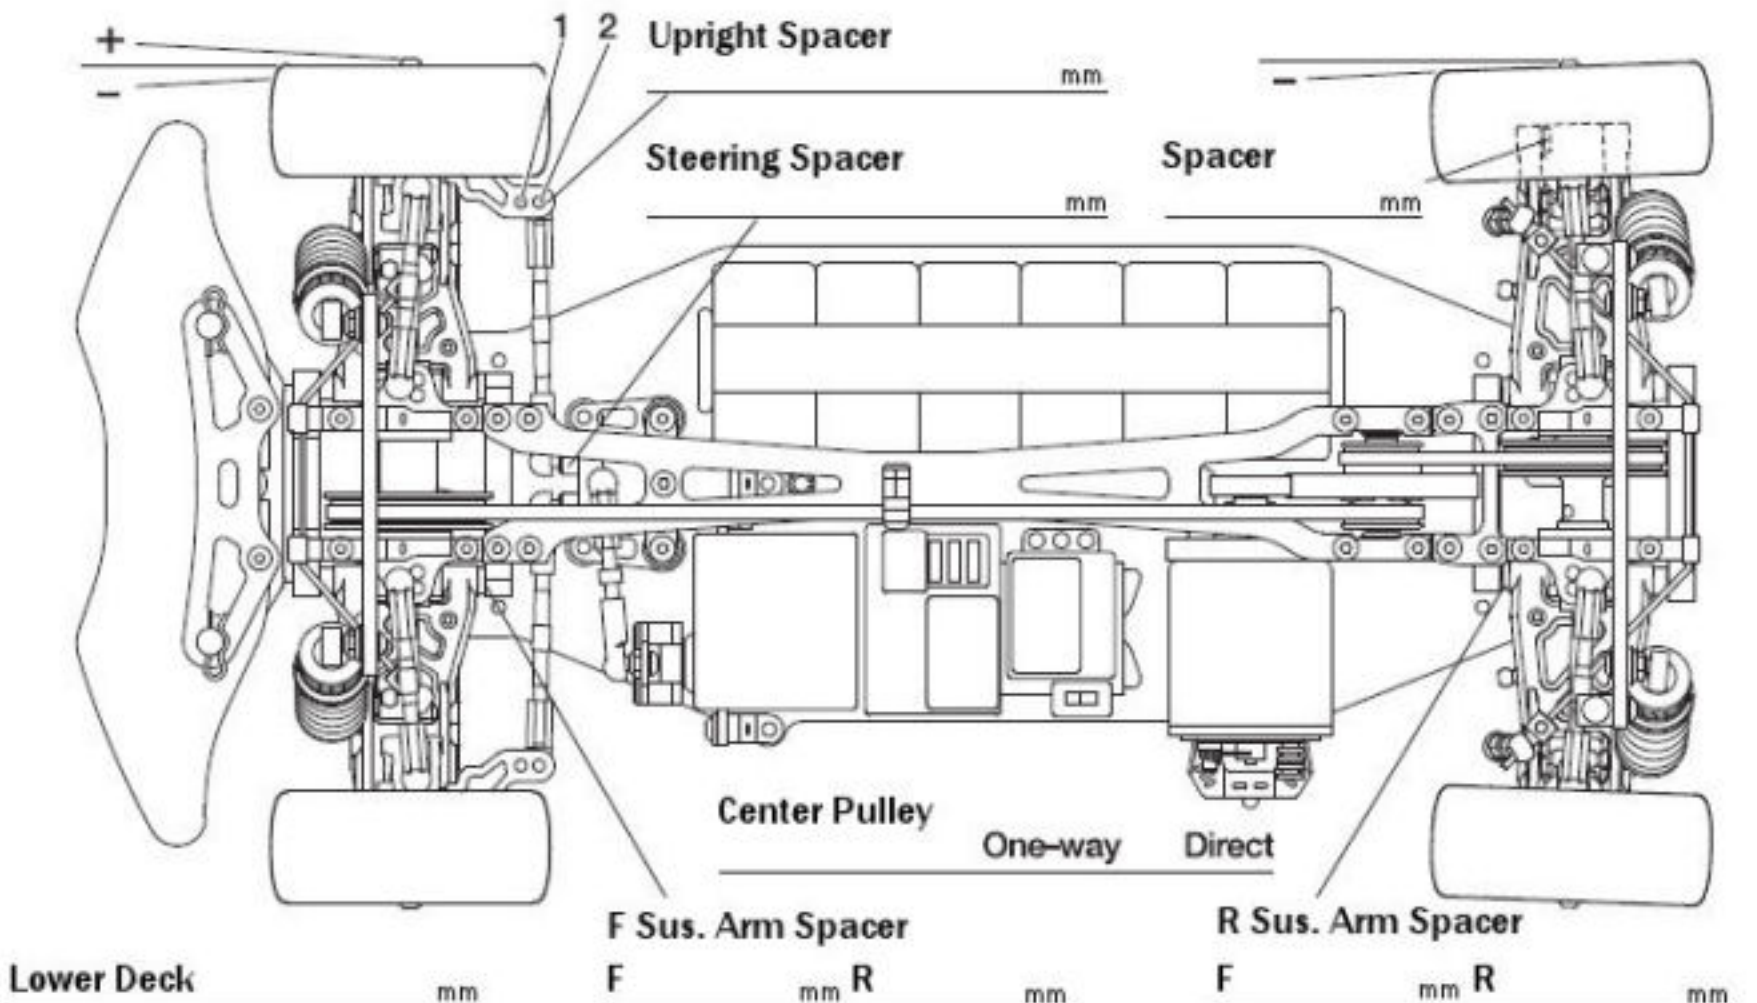 +
−
1 2
Upright Spacer
mm
−
Steering Spacer
mm
Spacer
mm
Center Pulley
One-way Direct
F Sus. Arm Spacer
R Sus. Arm Spacer
Lower Deck mm
F mm R mm
F mm R mm